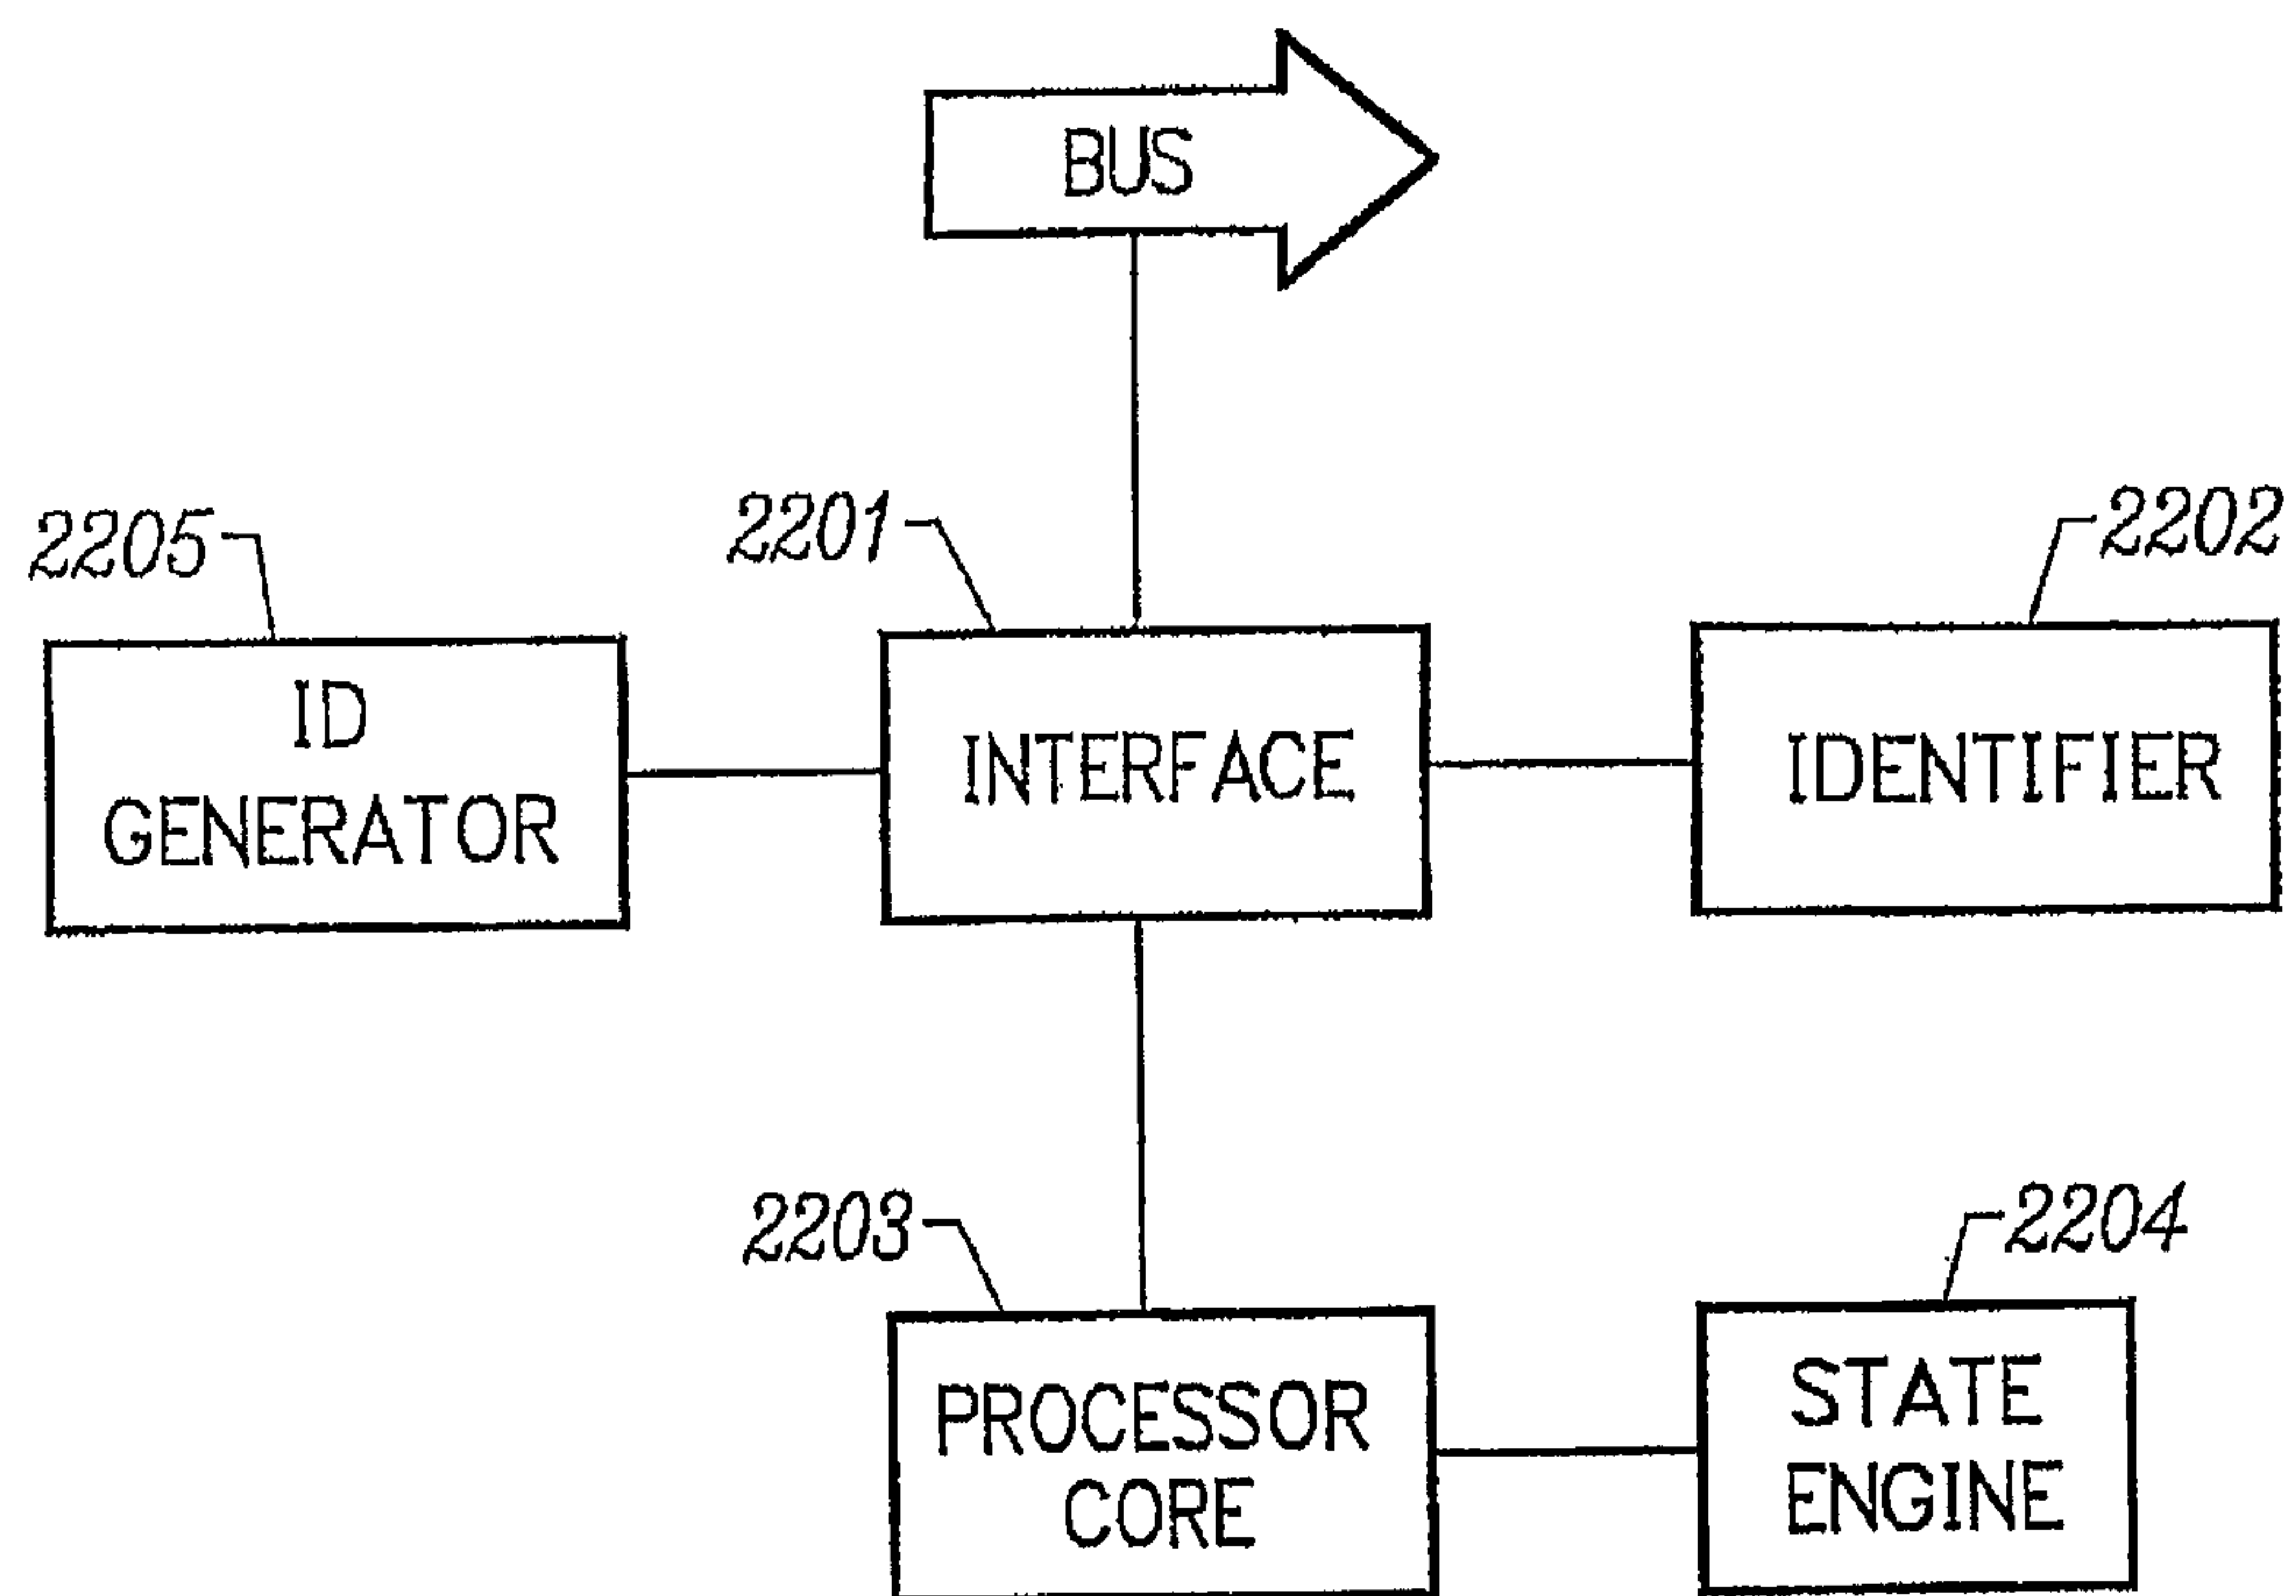 BUS
2205
2201
2202
ID
GENERATOR
INTERFACE
IDENTIFIER
2203
2204
PROCESSOR
CORE
STATE
ENGINE